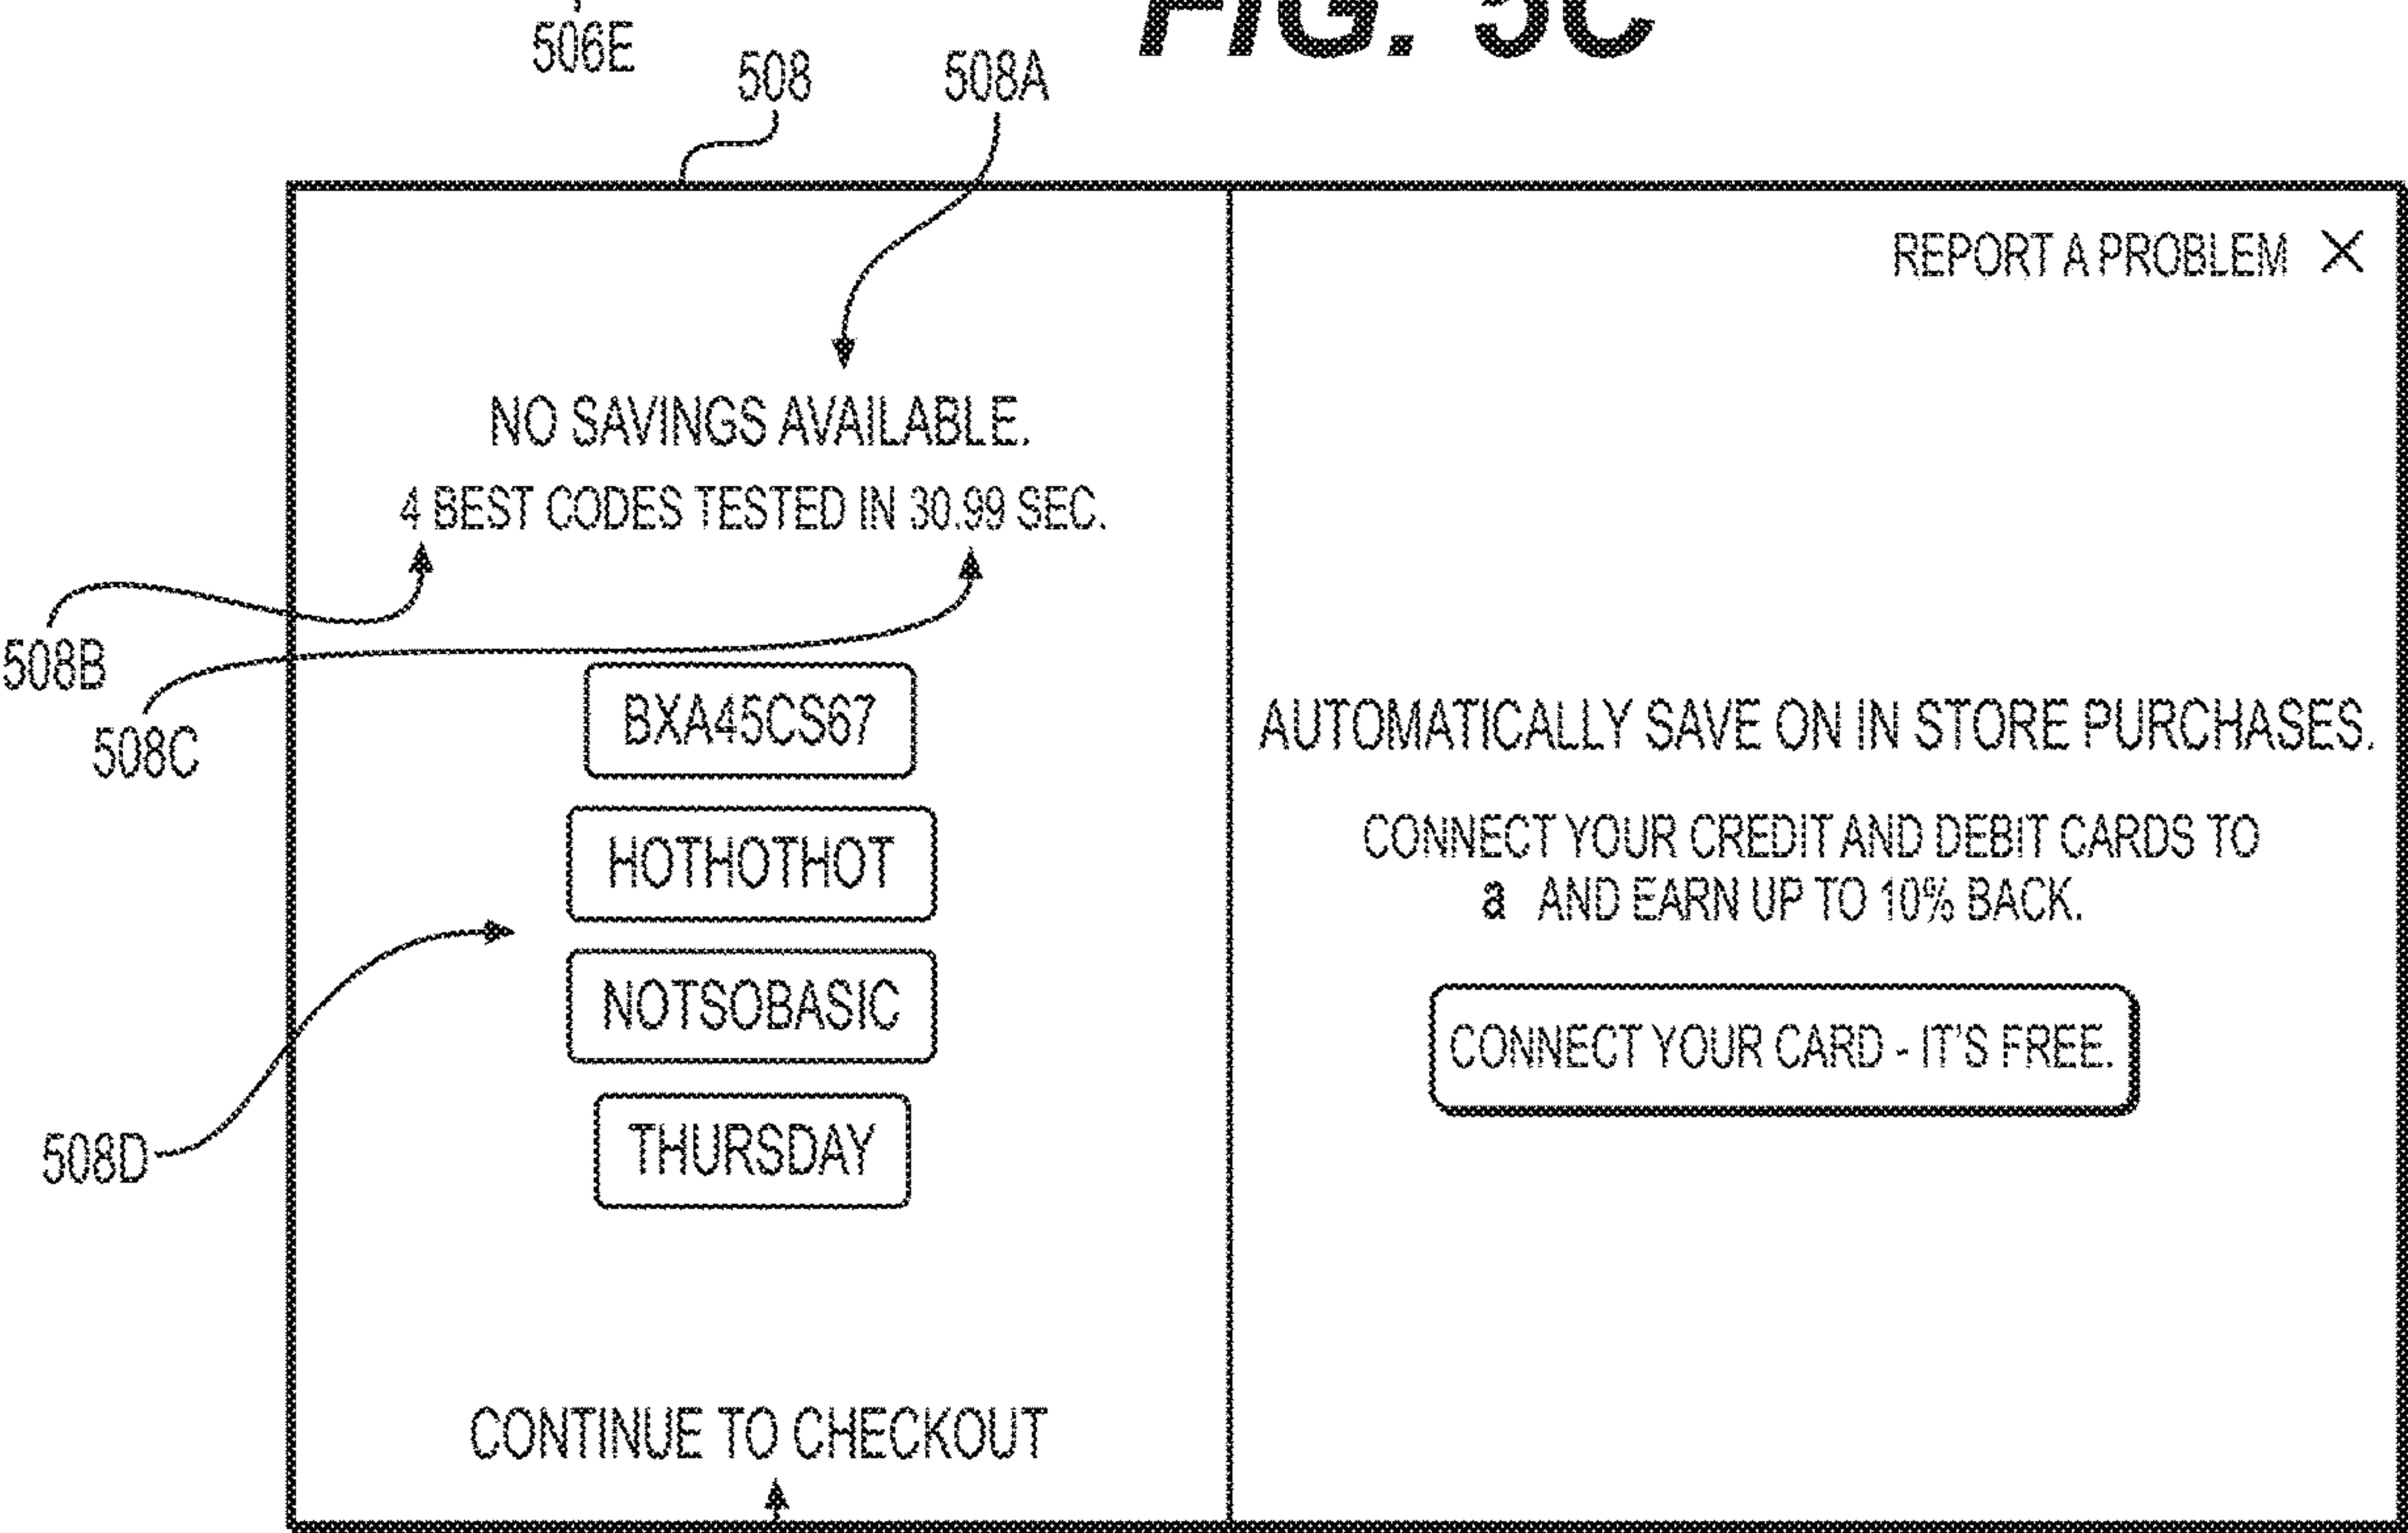 FIG. 5C
506E
508
508A
REPORT A PROBLEM X
NO SAVINGS AVAILABLE.
4 BEST CODES TESTED IN 30.99 SEC.
508B
508C
BXA45CS67
HOTHOTHOT
NOTSOBASIC
THURSDAY
508D
CONTINUE TO CHECKOUT
AUTOMATICALLY SAVE ON IN STORE PURCHASES.
CONNECT YOUR CREDIT AND DEBIT CARDS TO
a AND EARN UP TO 10% BACK.
CONNECT YOUR CARD - IT'S FREE.